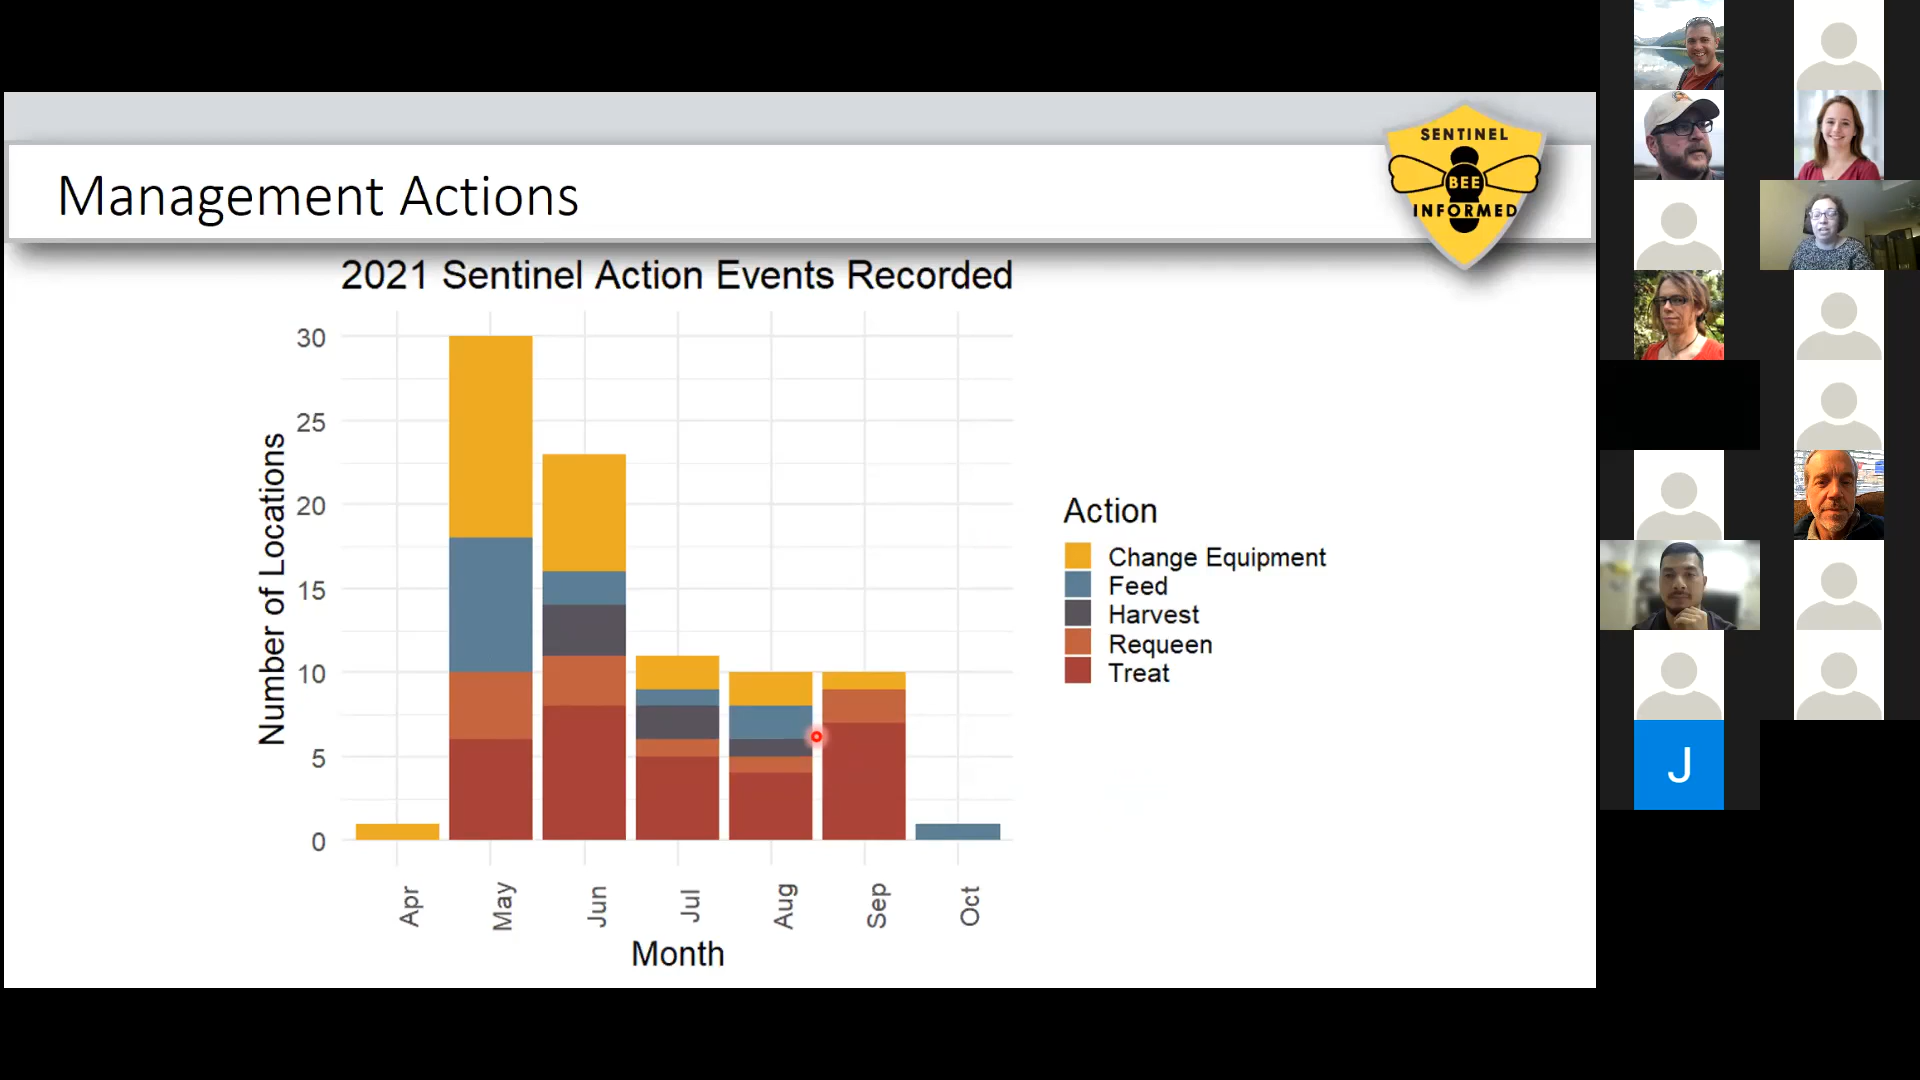 Management Actions
SENTINEL
BEE
INFORMED
2021 Sentinel Action Events Recorded
Number of Locations
30
25
20
15
10
5
0
Apr
May
Jun
Jul
Aug
Sep
Oct
Month
Action
Change Equipment
Feed
Harvest
Requeen
Treat
J